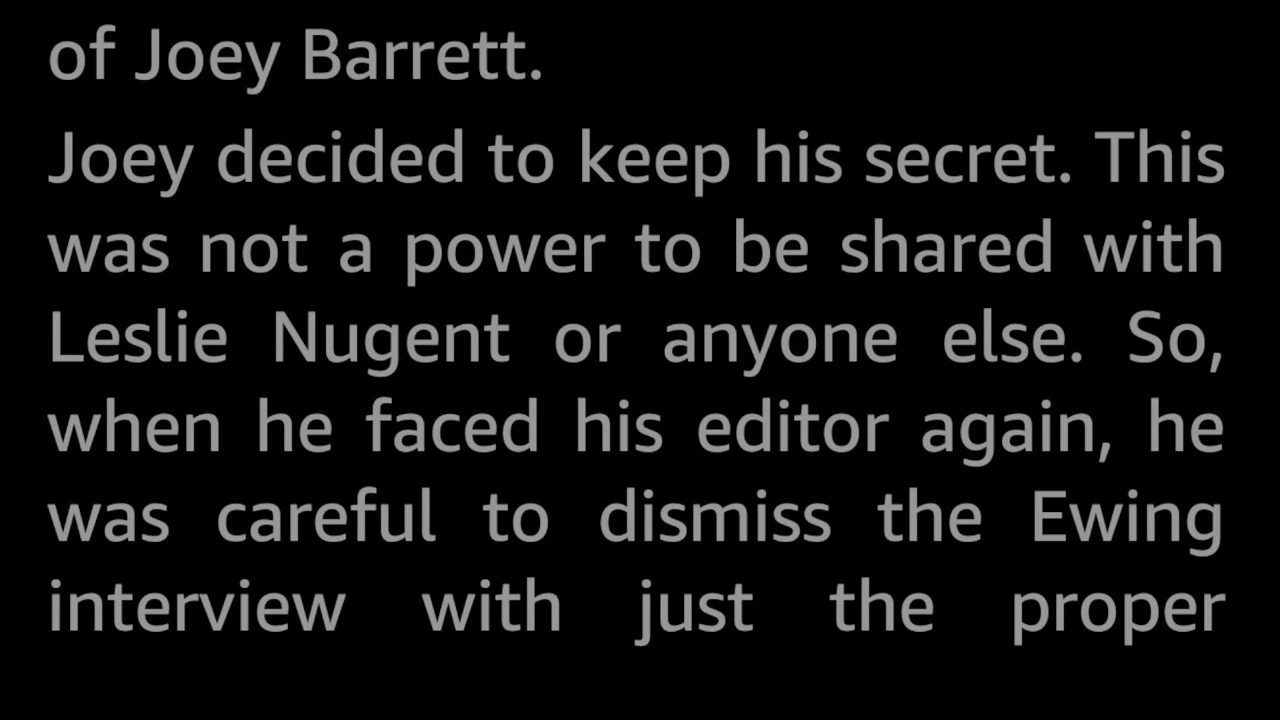 of Joey Barrett.
Joey decided to keep his secret. This
was not a power to be shared with
Leslie Nugent or anyone else. So,
when he faced his editor again, he
was careful to dismiss the Ewing
interview with just the proper